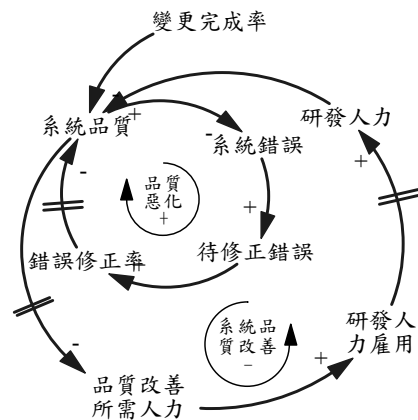 變更完成率
系統品質
-
+
研發人力
-
系統錯誤
+
-
品質
惡化
+
+
錯誤修正率
待修正錯誤
-
系統品
質改善
-
+
研發人
力雇用
品質改善
所需人力